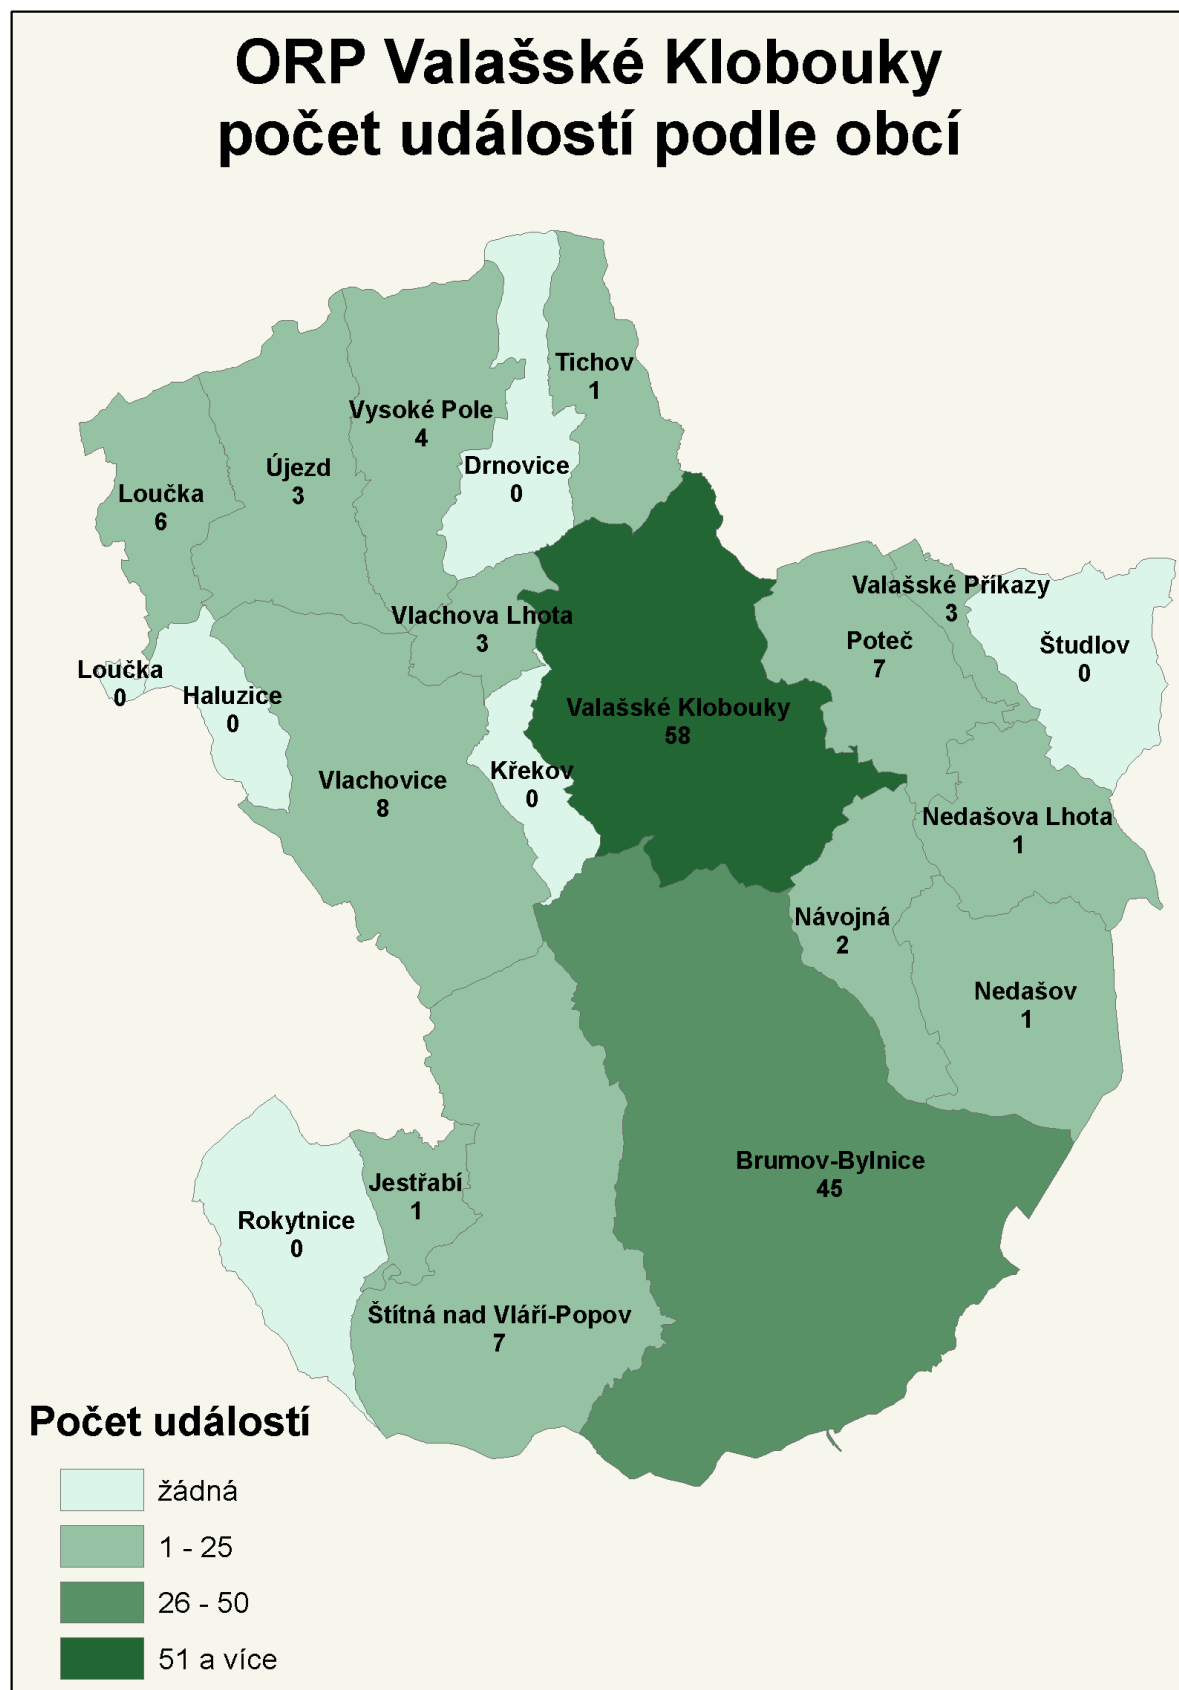 ORP Valašské Klobouky
počet událostí podle obcí
Tichov
1
Vysoké Pole
4
Drnovice
0
Újezd
3
Loučka
6
Valašské Příkazy
3
Vlachova Lhota
3
Poteč
7
Študlov
0
Loučka
0
Haluzice
0
Valašské Klobouky
58
Křekov
0
Vlachovice
8
Nedašova Lhota
1
Návojná
2
Nedašov
1
Brumov-Bylnice
45
Jestřabí
1
Rokytnice
0
Štítná nad Vláří-Popov
7
Počet událostí
žádná
1 - 25
26 - 50
51 a více